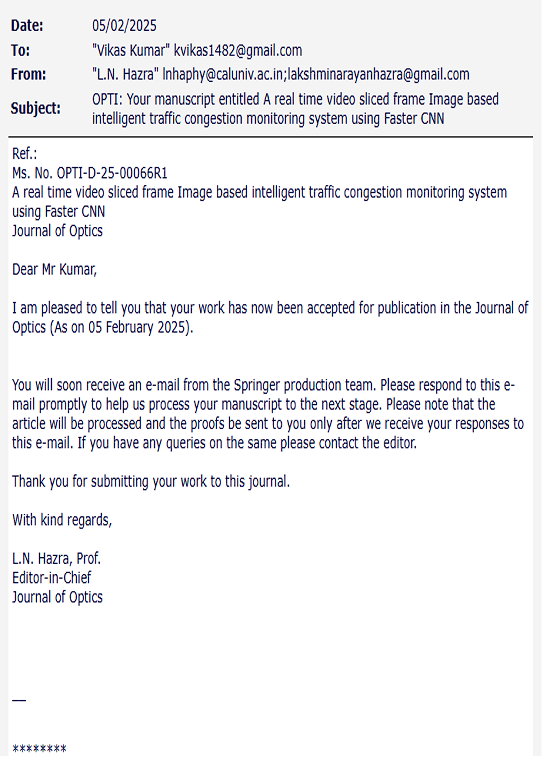 Date: 05/02/2025
To: "Vikas Kumar" kvikas1482@gmail.com
From: "L.N. Hazra" lnhaphy@caluniv.ac.in;lakshminarayanhazra@gmail.com
Subject: OPTI: Your manuscript entitled A real time video sliced frame Image based
intelligent traffic congestion monitoring system using Faster CNN
Ref.:
Ms. No. OPTI-D-25-00066R1
A real time video sliced frame Image based intelligent traffic congestion monitoring system
using Faster CNN
Journal of Optics
Dear Mr Kumar,
I am pleased to tell you that your work has now been accepted for publication in the Journal of
Optics (As on 05 February 2025).
You will soon receive an e-mail from the Springer production team. Please respond to this e-
mail promptly to help us process your manuscript to the next stage. Please note that the
article will be processed and the proofs be sent to you only after we receive your responses to
this e-mail. If you have any queries on the same please contact the editor.
Thank you for submitting your work to this journal.
With kind regards,
L.N. Hazra, Prof.
Editor-in-Chief
Journal of Optics
__
********